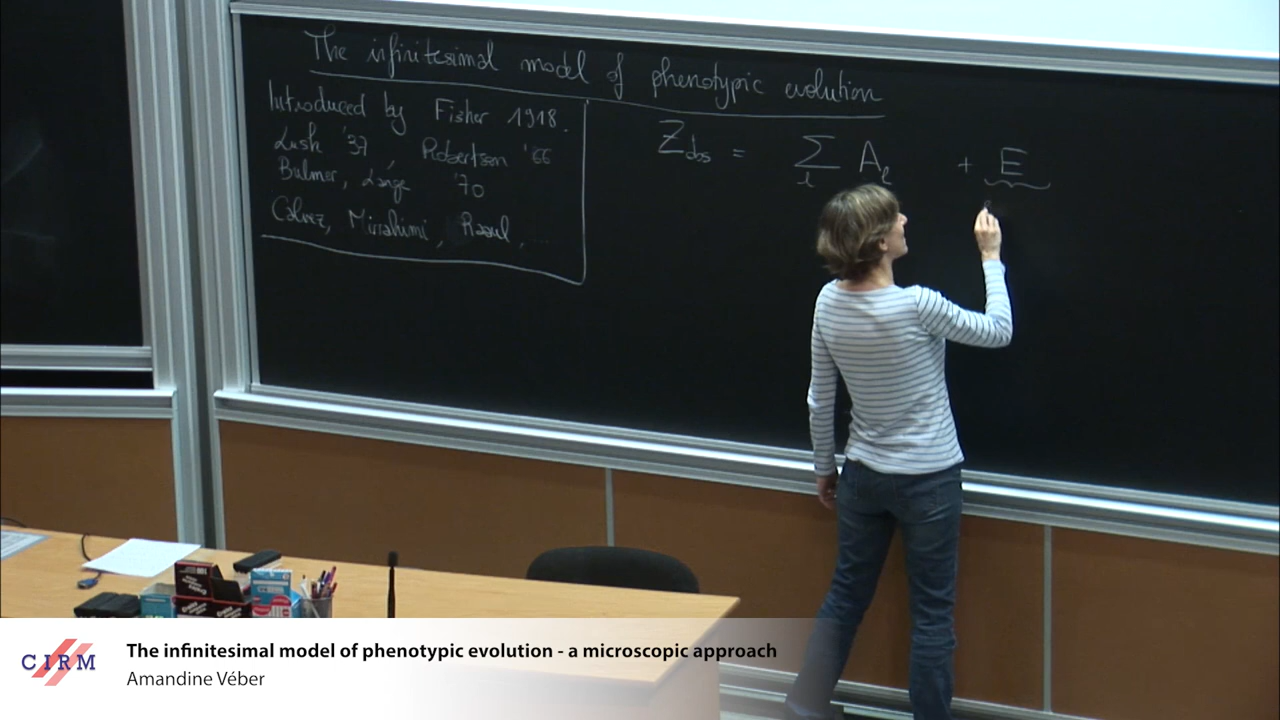 The infinitesimal model of phenotypic evolution
Introduced by Fisher 1918.
Lush '37 Robertson '66
Bulmer, Lange '70
Calvez, Mirrahimi, Raoul, ...
Z_obs = ∑_l A_l + E
CIRM
The infinitesimal model of phenotypic evolution - a microscopic approach
Amandine Véber